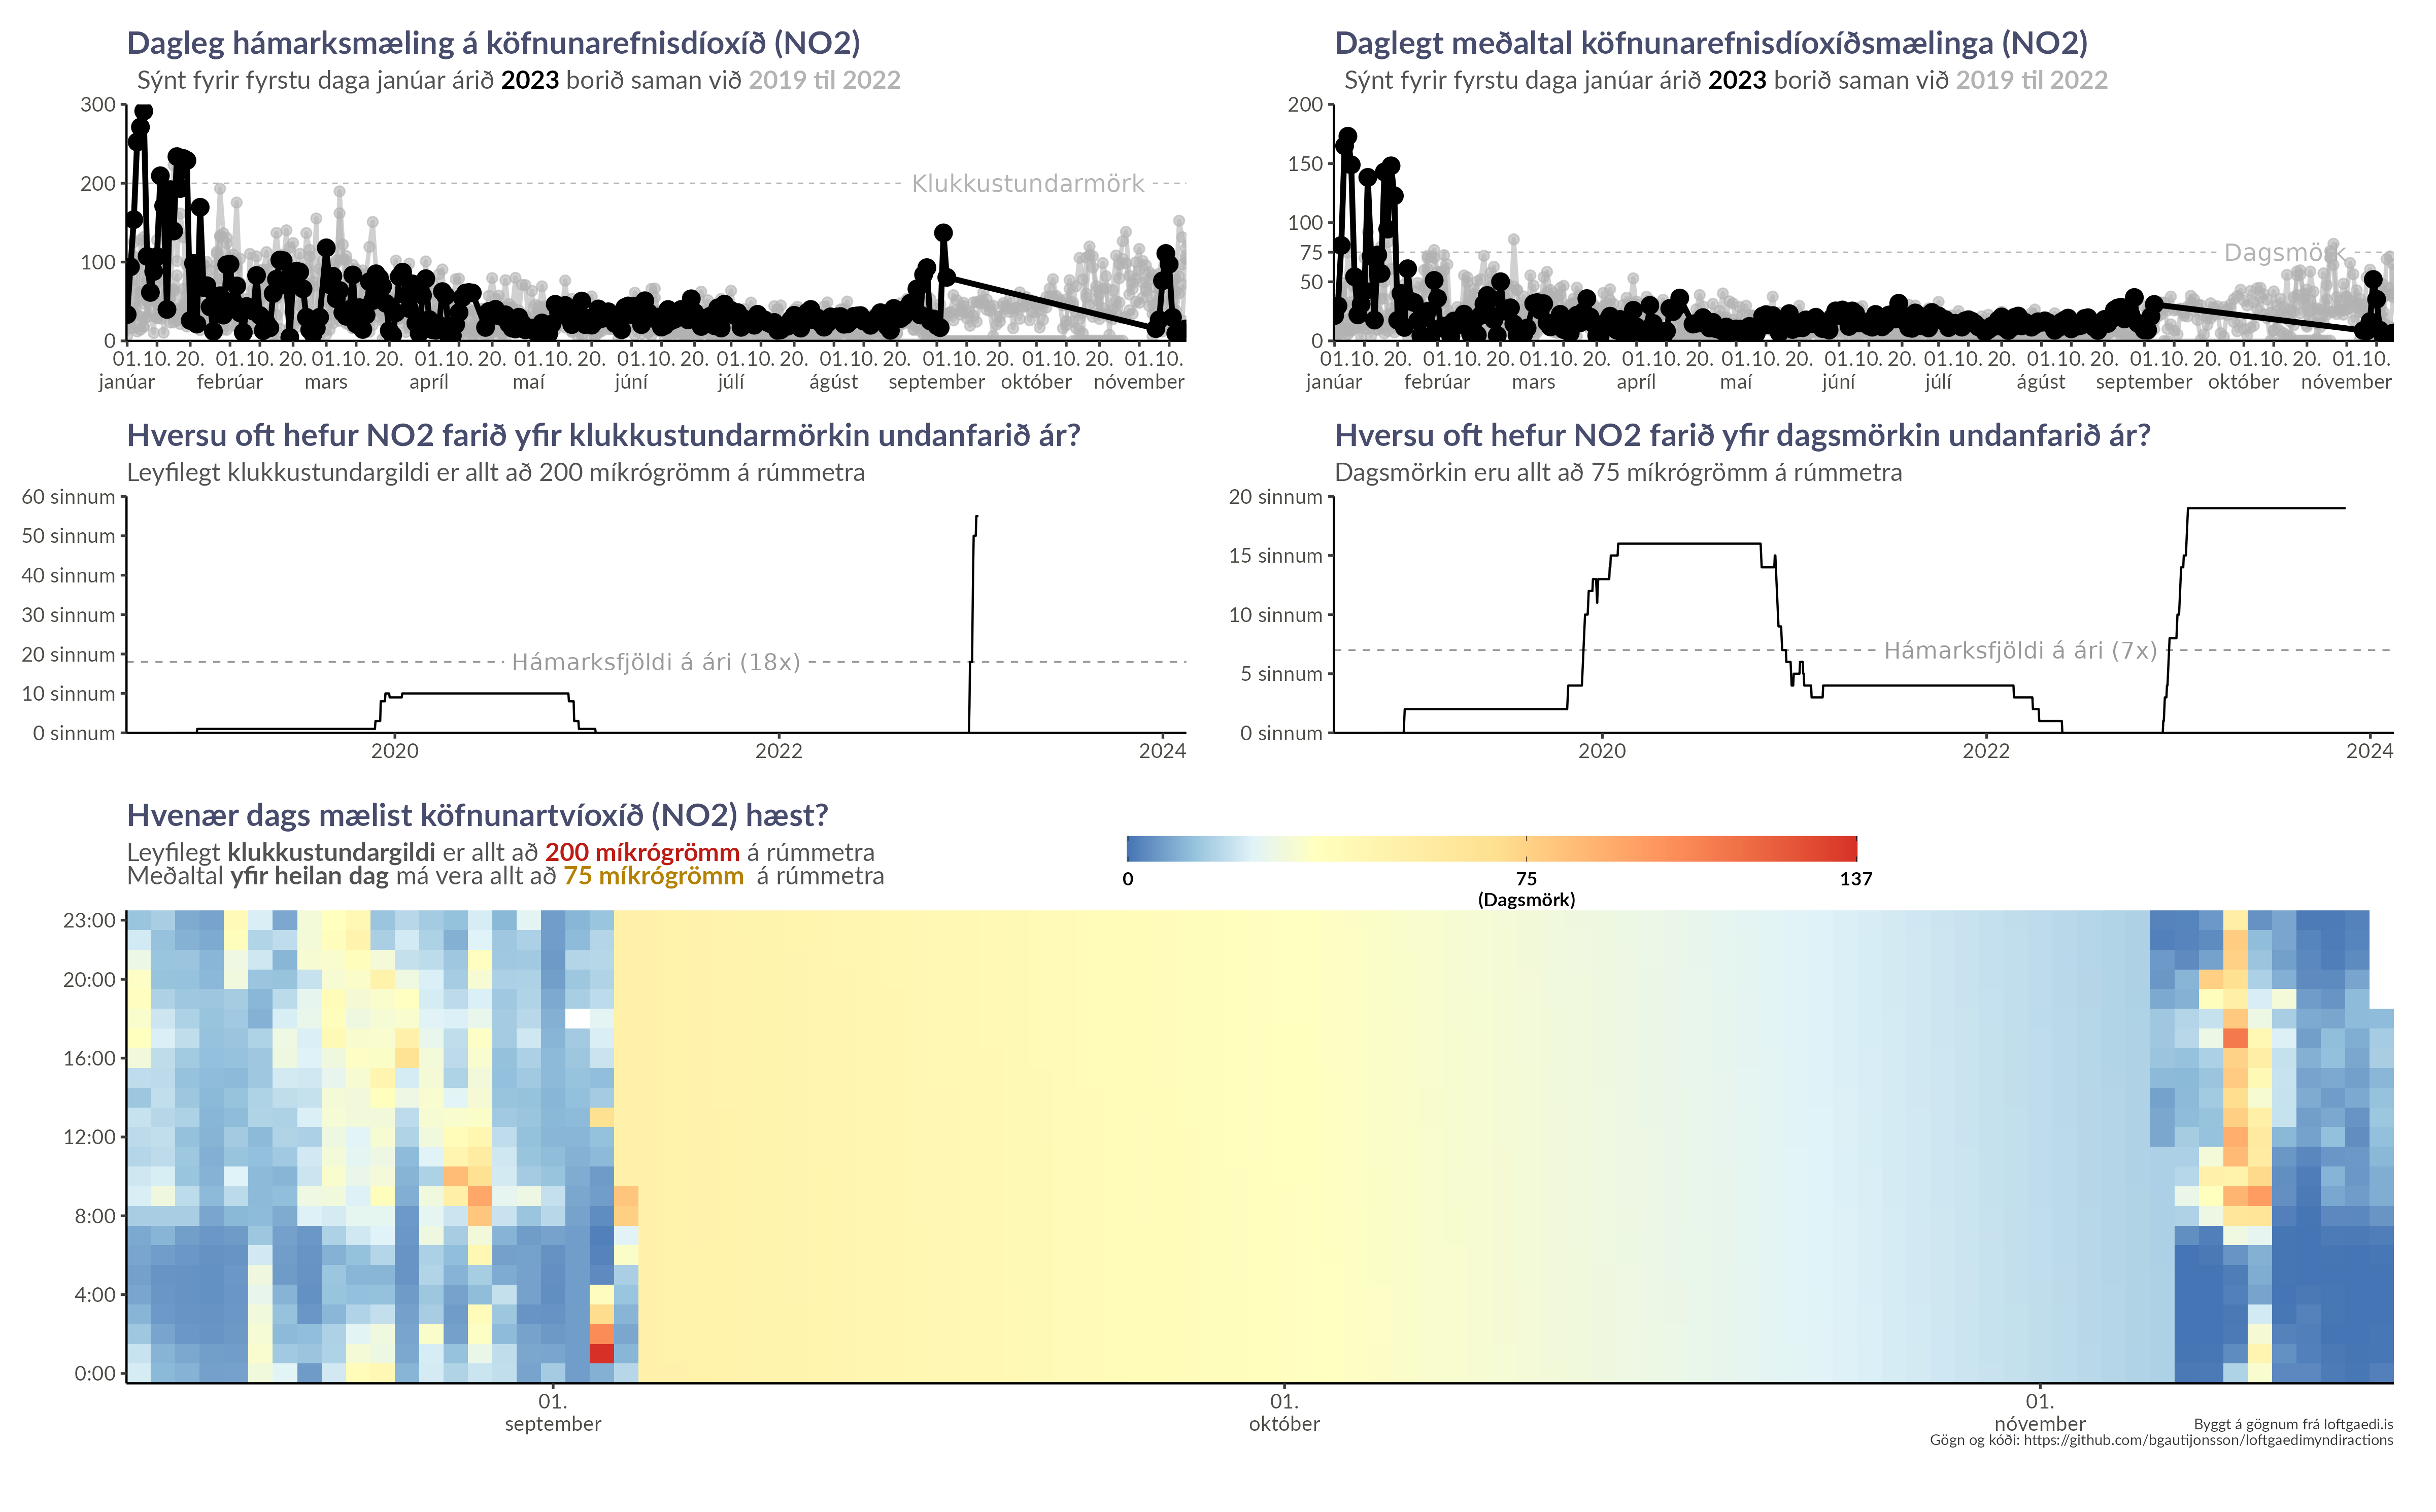 Dagleg hámarksmæling á köfnunarefnisdíoxíð (NO2)
Sýnt fyrir fyrstu daga janúar árið 2023 borið saman við 2019 til 2022
300
200
100
0
Klukkustundarmörk
01. 10. 20. 01. 10. 20. 01. 10. 20. 01. 10. 20. 01. 10. 20. 01. 10. 20. 01. 10. 20. 01. 10. 20. 01. 10. 20. 01. 10. 20. 01. 10.
janúar febrúar mars apríl maí júní júlí ágúst september október nóvember
Daglegt meðaltal köfnunarefnisdíoxíðsmælinga (NO2)
Sýnt fyrir fyrstu daga janúar árið 2023 borið saman við 2019 til 2022
200
150
100
75
50
0
Dagsmörk
01. 10. 20. 01. 10. 20. 01. 10. 20. 01. 10. 20. 01. 10. 20. 01. 10. 20. 01. 10. 20. 01. 10. 20. 01. 10. 20. 01. 10. 20. 01. 10.
janúar febrúar mars apríl maí júní júlí ágúst september október nóvember
Hversu oft hefur NO2 farið yfir klukkustundarmörkin undanfarið ár?
Leyfilegt klukkustundargildi er allt að 200 míkrógrömm á rúmmetra
60 sinnum
50 sinnum
40 sinnum
30 sinnum
20 sinnum
10 sinnum
0 sinnum
Hámarksfjöldi á ári (18x)
2020 2022 2024
Hversu oft hefur NO2 farið yfir dagsmörkin undanfarið ár?
Dagsmörkin eru allt að 75 míkrógrömm á rúmmetra
20 sinnum
15 sinnum
10 sinnum
5 sinnum
0 sinnum
Hámarksfjöldi á ári (7x)
2020 2022 2024
Hvenær dags mælist köfnunartvíoxíð (NO2) hæst?
Leyfilegt klukkustundargildi er allt að 200 míkrógrömm á rúmmetra
Meðaltal yfir heilan dag má vera allt að 75 míkrógrömm á rúmmetra
0 75 137
(Dagsmörk)
23:00
20:00
16:00
12:00
8:00
4:00
0:00
01. 01. 01.
september október nóvember
Byggt á gögnum frá loftgaedi.is
Gögn og kóði: https://github.com/bgautijonsson/loftgaedimyndiractions